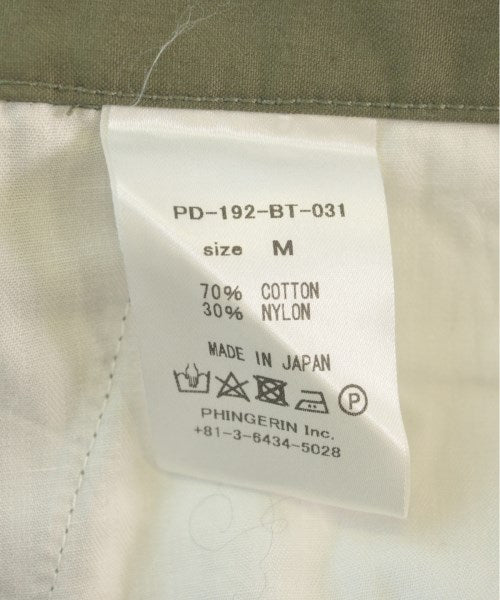 PD-192-BT-031
size M
70% COTTON
30% NYLON
MADE IN JAPAN
P
PHINGERIN Inc.
+81-3-6434-5028